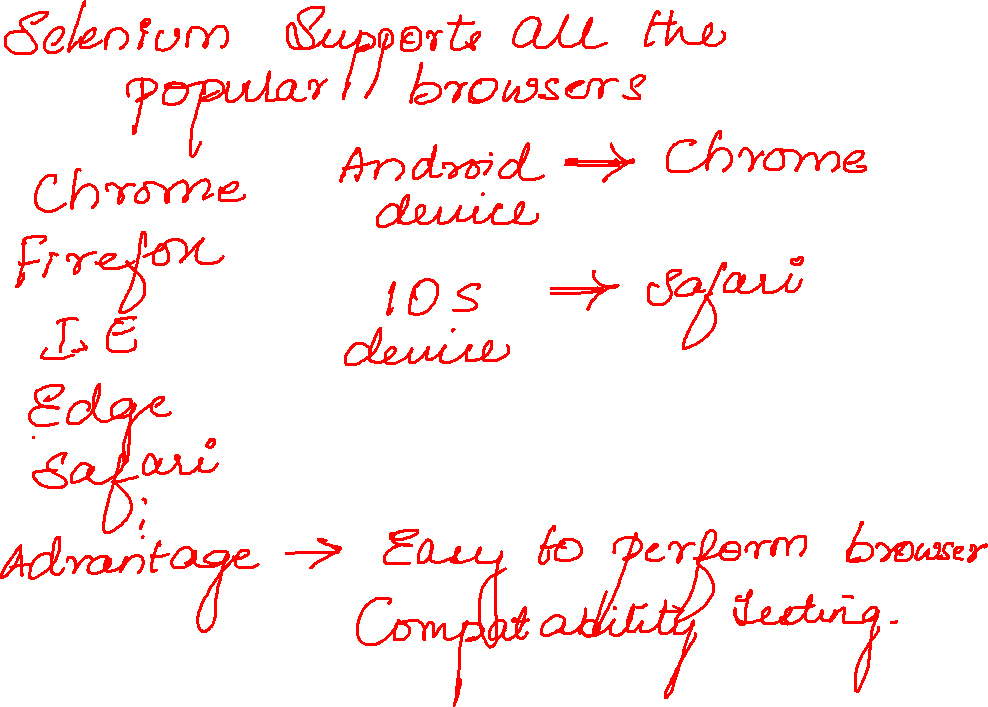 Selenium Supports all the
popular browsers
Chrome
Firefox
I.E
Edge
Safari
Android → Chrome
device
IOS → Safari
device
Advantage → Easy to perform browser
Compatability Testing.